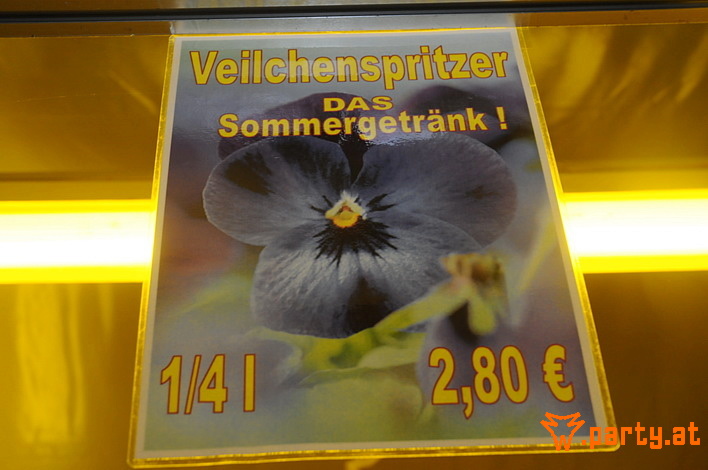 Veilchenspritzer
DAS
Sommergetränk !
1/4 l
2,80 €
w.party.at